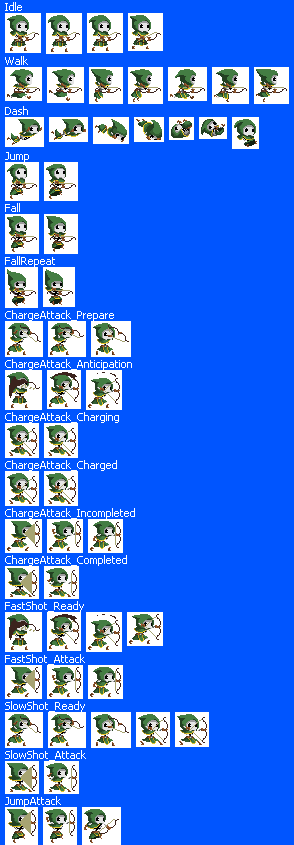 Idle
Walk
Dash
Jump
Fall
FallRepeat
ChargeAttack_Prepare
ChargeAttack_Anticipation
ChargeAttack_Charging
ChargeAttack_Charged
ChargeAttack_Incompleted
ChargeAttack_Completed
FastShot_Ready
FastShot_Attack
SlowShot_Ready
SlowShot_Attack
JumpAttack